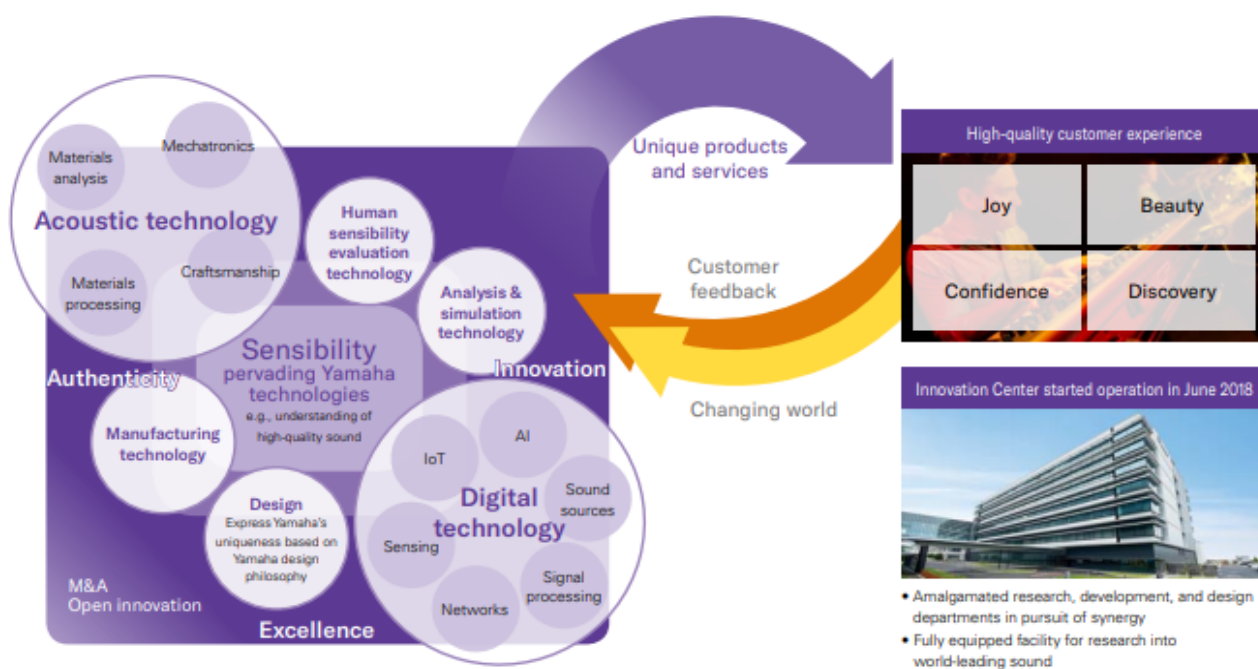 Materials
analysis
Mechatronics
Acoustic technology
Materials
processing
Craftsmanship
Human
sensibility
evaluation
technology
Analysis &
simulation
technology
Sensibility
pervading Yamaha
technologies
e.g., understanding of
high-quality sound
Authenticity
Innovation
Manufacturing
technology
Design
Express Yamaha's
uniqueness based on
Yamaha design
philosophy
IoT
AI
Digital
technology
Sound
sources
Sensing
Networks
Signal
processing
M&A
Open innovation
Excellence
Unique products
and services
Customer
feedback
Changing world
High-quality customer experience
Joy
Beauty
Confidence
Discovery
Innovation Center started operation in June 2018
• Amalgamated research, development, and design
departments in pursuit of synergy
• Fully equipped facility for research into
world-leading sound